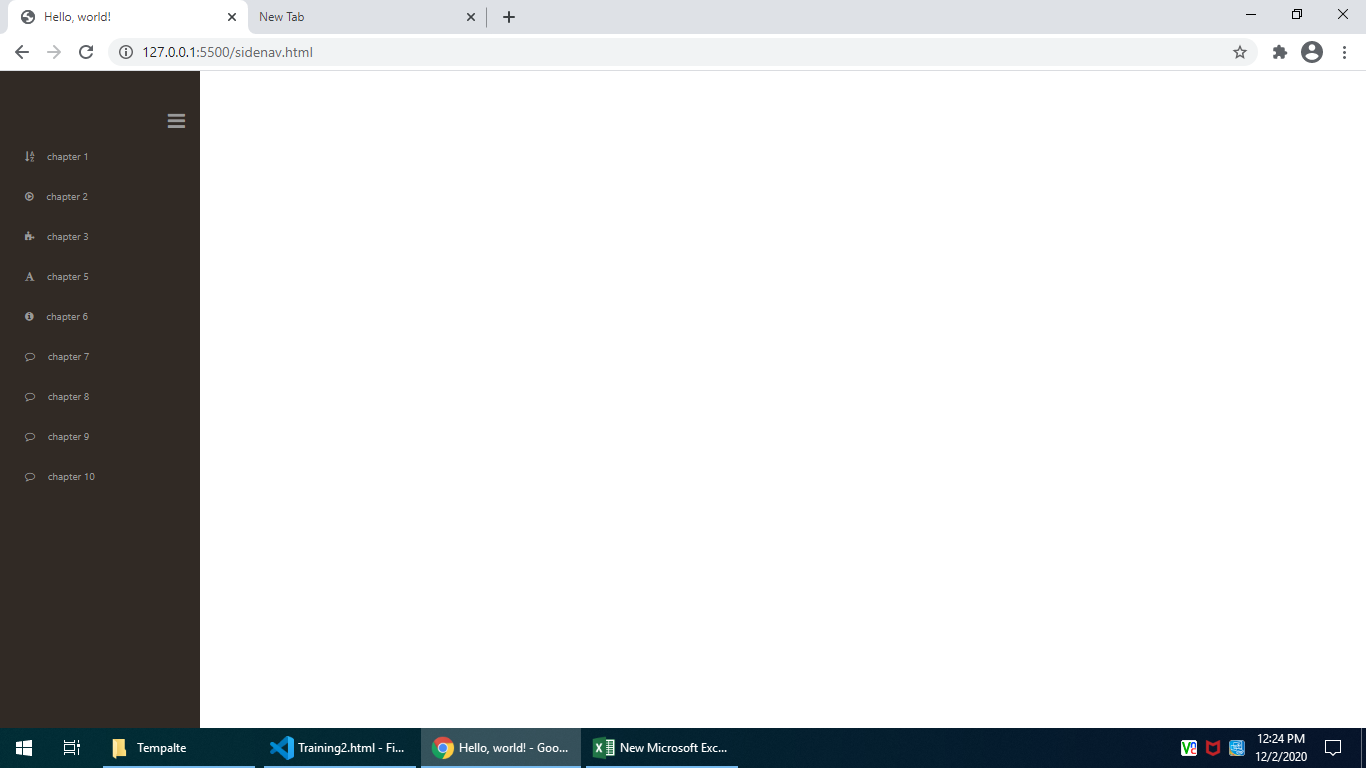 Hello, world!
New Tab
127.0.0.1:5500/sidenav.html
chapter 1
chapter 2
chapter 3
chapter 5
chapter 6
chapter 7
chapter 8
chapter 9
chapter 10
Tempalte
Training2.html - Fi...
Hello, world! - Goo...
New Microsoft Exc...
12:24 PM
12/2/2020